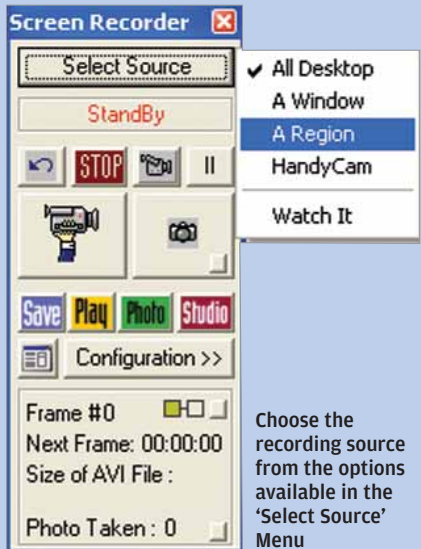 Screen Recorder
Select Source
StandBy
STOP
Save Play Photo Studio
Configuration >>
Frame #0
Next Frame: 00:00:00
Size of AVI File :
Photo Taken : 0
All Desktop
A Window
A Region
HandyCam
Watch It
Choose the
recording source
from the options
available in the
‘Select Source’
Menu